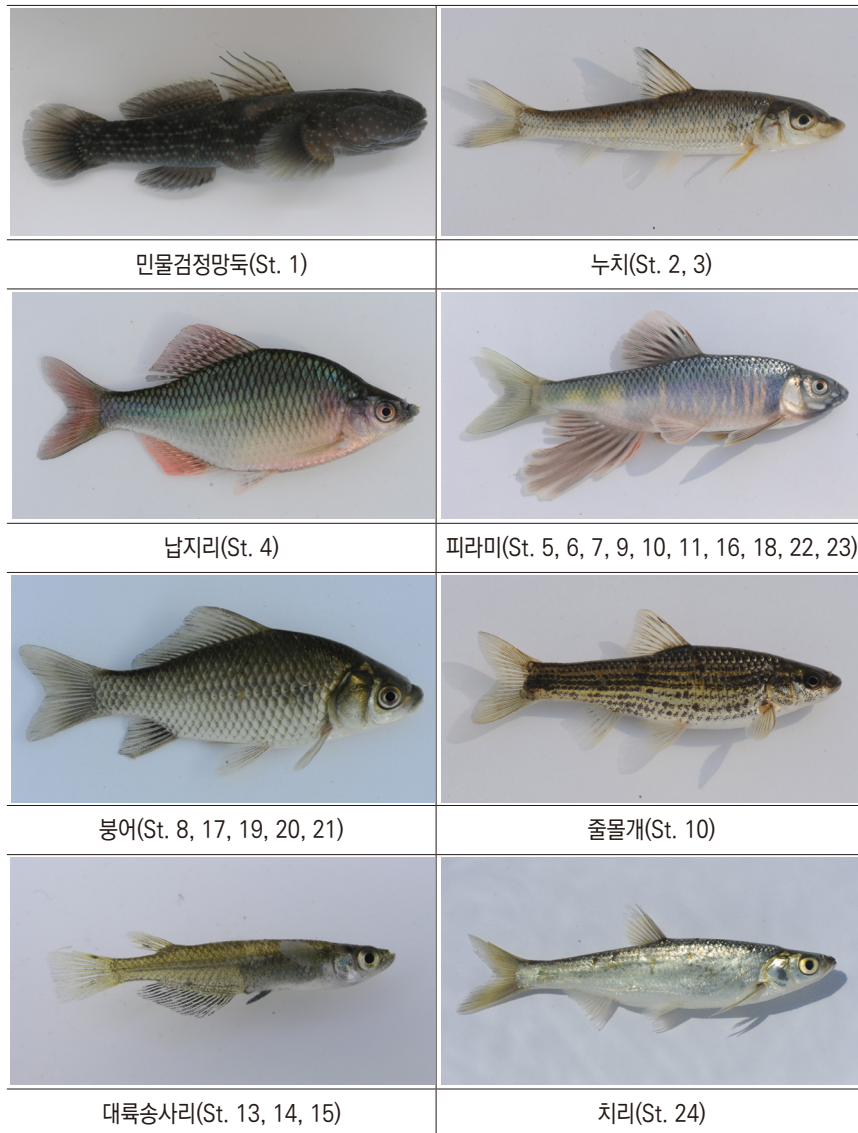 민물검정망둑(St. 1)
누치(St. 2, 3)
납지리(St. 4)
피라미(St. 5, 6, 7, 9, 10, 11, 16, 18, 22, 23)
붕어(St. 8, 17, 19, 20, 21)
줄몰개(St. 10)
대륙송사리(St. 13, 14, 15)
치리(St. 24)